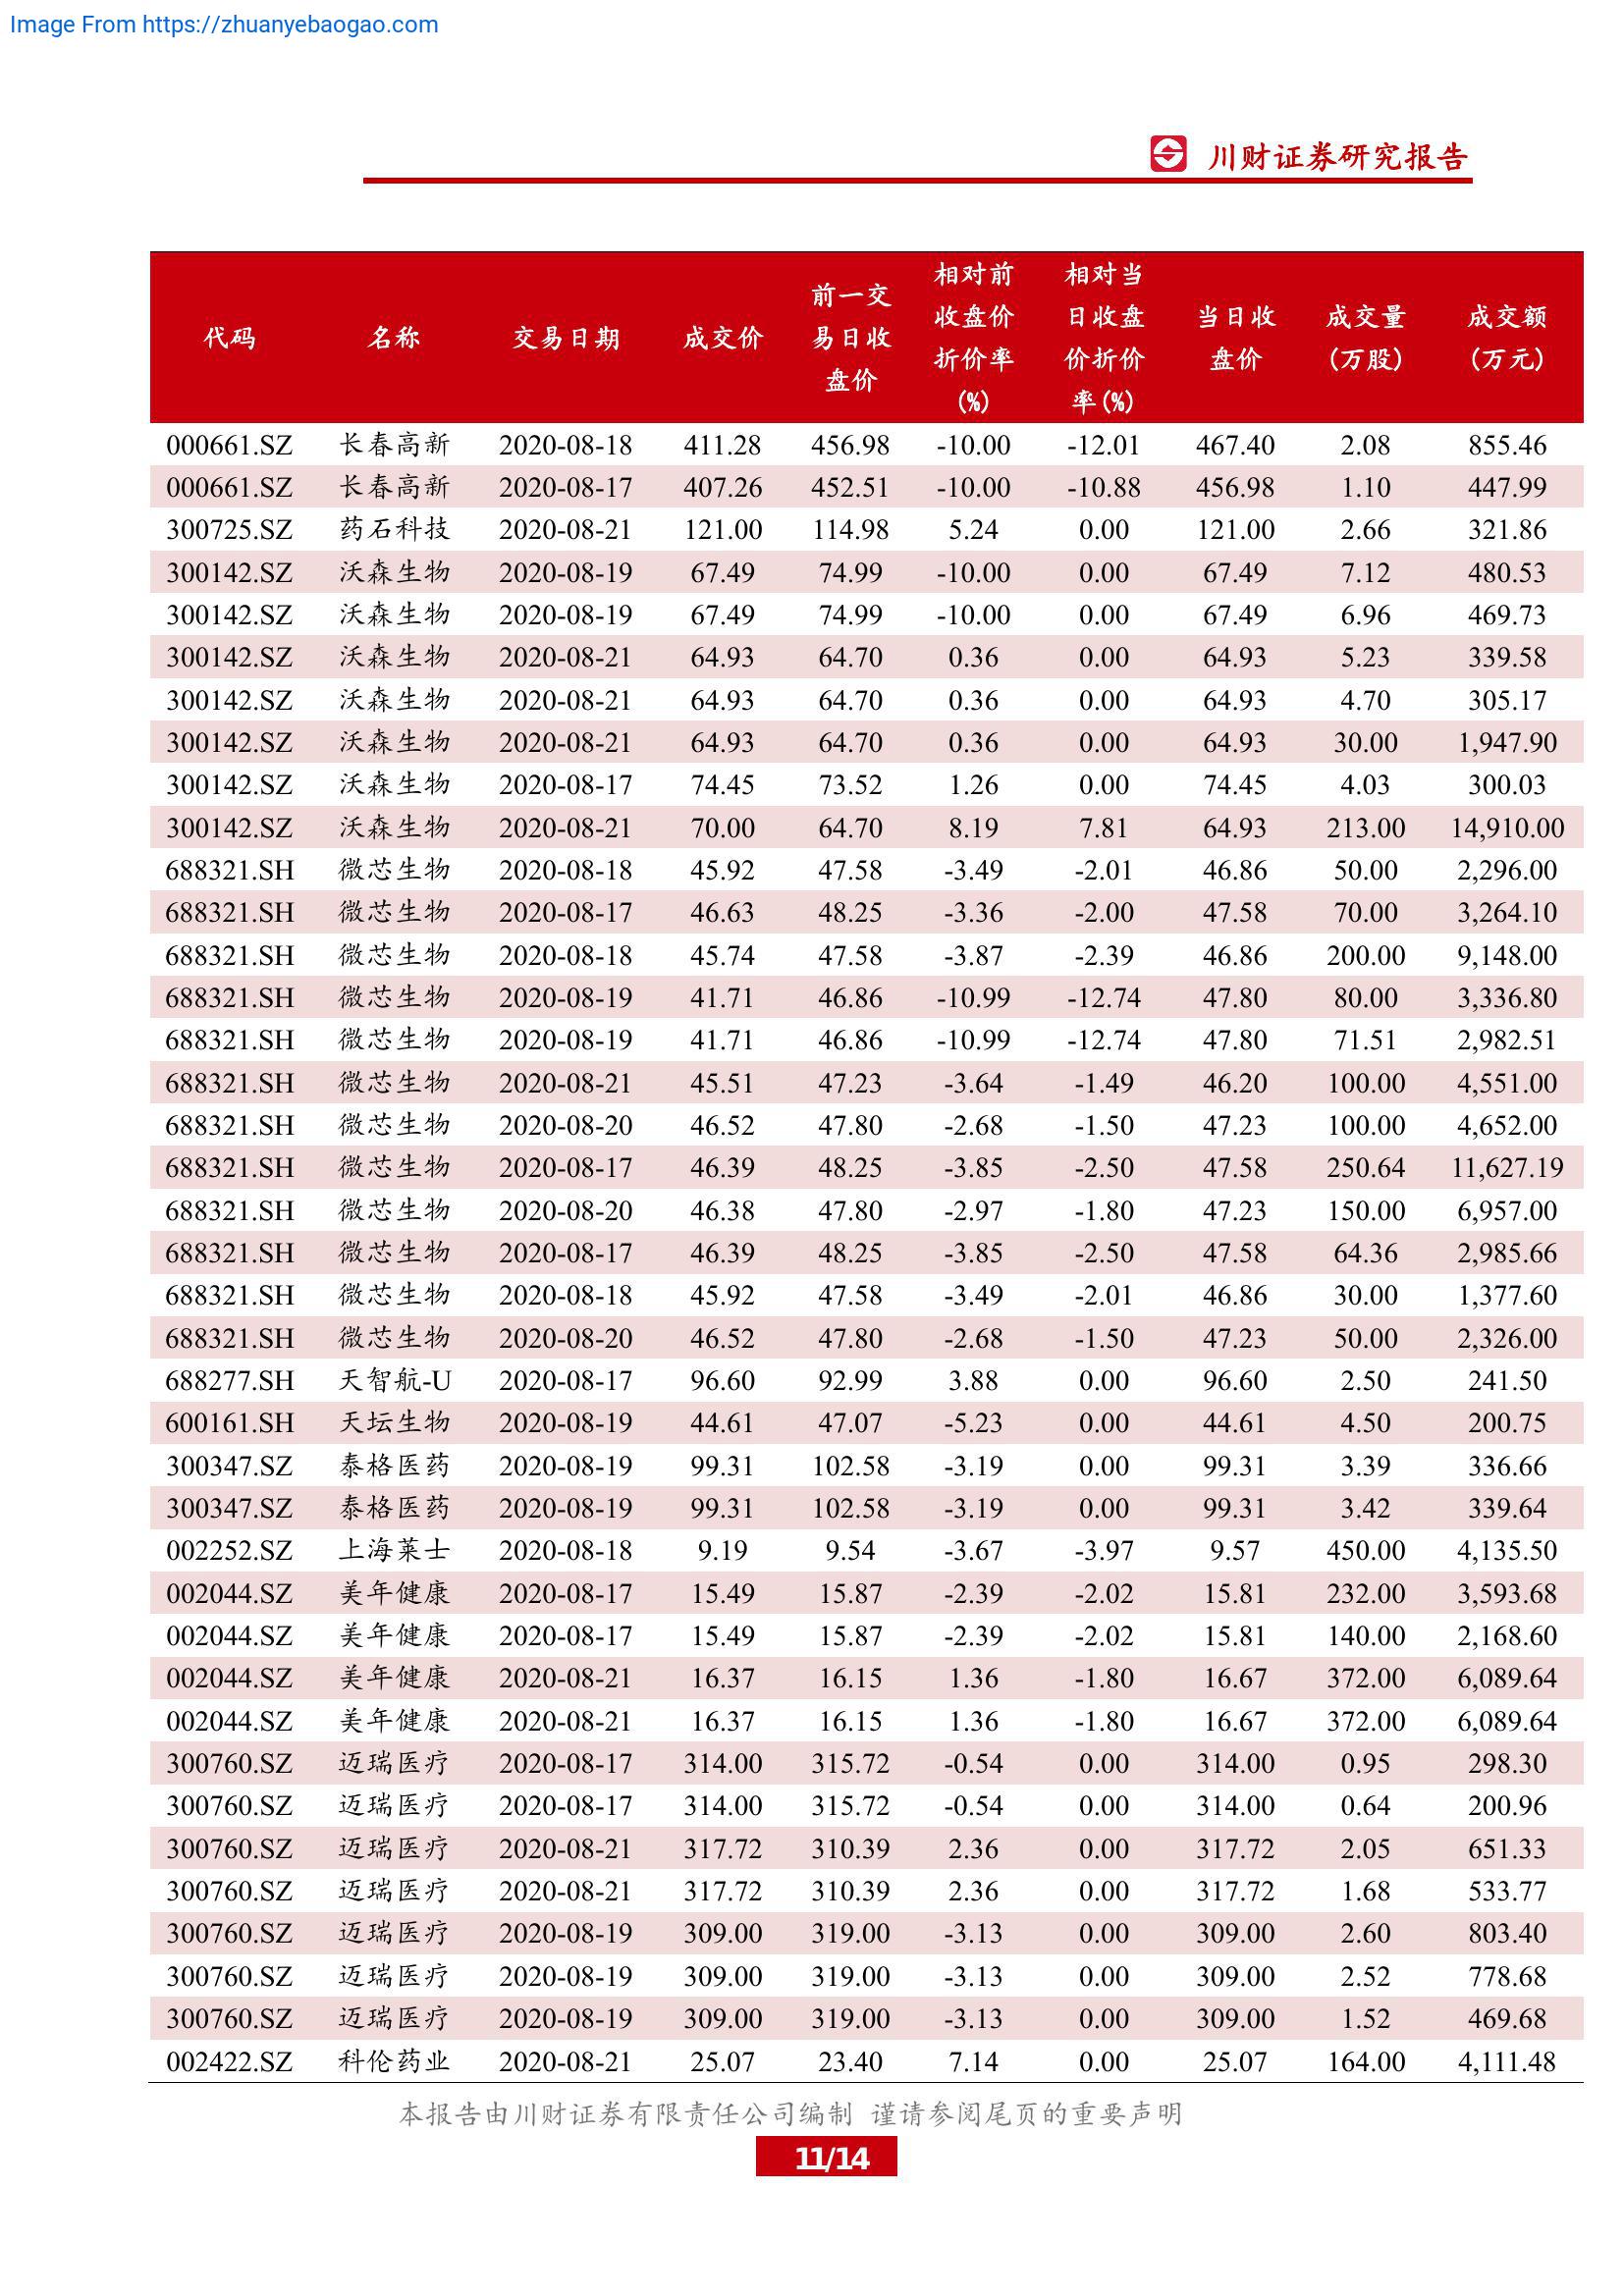 Image From https://zhuanyebaogao.com
川财证券研究报告
代码 名称 交易日期 成交价 前一交易日收盘价 相对前收盘价折价率(%) 相对当日收盘价折价率(%) 当日收盘价 成交量(万股) 成交额(万元)
000661.SZ 长春高新 2020-08-18 411.28 456.98 -10.00 -12.01 467.40 2.08 855.46
000661.SZ 长春高新 2020-08-17 407.26 452.51 -10.00 -10.88 456.98 1.10 447.99
300725.SZ 药石科技 2020-08-21 121.00 114.98 5.24 0.00 121.00 2.66 321.86
300142.SZ 沃森生物 2020-08-19 67.49 74.99 -10.00 0.00 67.49 7.12 480.53
300142.SZ 沃森生物 2020-08-19 67.49 74.99 -10.00 0.00 67.49 6.96 469.73
300142.SZ 沃森生物 2020-08-21 64.93 64.70 0.36 0.00 64.93 5.23 339.58
300142.SZ 沃森生物 2020-08-21 64.93 64.70 0.36 0.00 64.93 4.70 305.17
300142.SZ 沃森生物 2020-08-21 64.93 64.70 0.36 0.00 64.93 30.00 1,947.90
300142.SZ 沃森生物 2020-08-17 74.45 73.52 1.26 0.00 74.45 4.03 300.03
300142.SZ 沃森生物 2020-08-21 70.00 64.70 8.19 7.81 64.93 213.00 14,910.00
688321.SH 微芯生物 2020-08-18 45.92 47.58 -3.49 -2.01 46.86 50.00 2,296.00
688321.SH 微芯生物 2020-08-17 46.63 48.25 -3.36 -2.00 47.58 70.00 3,264.10
688321.SH 微芯生物 2020-08-18 45.74 47.58 -3.87 -2.39 46.86 200.00 9,148.00
688321.SH 微芯生物 2020-08-19 41.71 46.86 -10.99 -12.74 47.80 80.00 3,336.80
688321.SH 微芯生物 2020-08-19 41.71 46.86 -10.99 -12.74 47.80 71.51 2,982.51
688321.SH 微芯生物 2020-08-21 45.51 47.23 -3.64 -1.49 46.20 100.00 4,551.00
688321.SH 微芯生物 2020-08-20 46.52 47.80 -2.68 -1.50 47.23 100.00 4,652.00
688321.SH 微芯生物 2020-08-17 46.39 48.25 -3.85 -2.50 47.58 250.64 11,627.19
688321.SH 微芯生物 2020-08-20 46.38 47.80 -2.97 -1.80 47.23 150.00 6,957.00
688321.SH 微芯生物 2020-08-17 46.39 48.25 -3.85 -2.50 47.58 64.36 2,985.66
688321.SH 微芯生物 2020-08-18 45.92 47.58 -3.49 -2.01 46.86 30.00 1,377.60
688321.SH 微芯生物 2020-08-20 46.52 47.80 -2.68 -1.50 47.23 50.00 2,326.00
688277.SH 天智航-U 2020-08-17 96.60 92.99 3.88 0.00 96.60 2.50 241.50
600161.SH 天坛生物 2020-08-19 44.61 47.07 -5.23 0.00 44.61 4.50 200.75
300347.SZ 泰格医药 2020-08-19 99.31 102.58 -3.19 0.00 99.31 3.39 336.66
300347.SZ 泰格医药 2020-08-19 99.31 102.58 -3.19 0.00 99.31 3.42 339.64
002252.SZ 上海莱士 2020-08-18 9.19 9.54 -3.67 -3.97 9.57 450.00 4,135.50
002044.SZ 美年健康 2020-08-17 15.49 15.87 -2.39 -2.02 15.81 232.00 3,593.68
002044.SZ 美年健康 2020-08-17 15.49 15.87 -2.39 -2.02 15.81 140.00 2,168.60
002044.SZ 美年健康 2020-08-21 16.37 16.15 1.36 -1.80 16.67 372.00 6,089.64
002044.SZ 美年健康 2020-08-21 16.37 16.15 1.36 -1.80 16.67 372.00 6,089.64
300760.SZ 迈瑞医疗 2020-08-17 314.00 315.72 -0.54 0.00 314.00 0.95 298.30
300760.SZ 迈瑞医疗 2020-08-17 314.00 315.72 -0.54 0.00 314.00 0.64 200.96
300760.SZ 迈瑞医疗 2020-08-21 317.72 310.39 2.36 0.00 317.72 2.05 651.33
300760.SZ 迈瑞医疗 2020-08-21 317.72 310.39 2.36 0.00 317.72 1.68 533.77
300760.SZ 迈瑞医疗 2020-08-19 309.00 319.00 -3.13 0.00 309.00 2.60 803.40
300760.SZ 迈瑞医疗 2020-08-19 309.00 319.00 -3.13 0.00 309.00 2.52 778.68
300760.SZ 迈瑞医疗 2020-08-19 309.00 319.00 -3.13 0.00 309.00 1.52 469.68
002422.SZ 科伦药业 2020-08-21 25.07 23.40 7.14 0.00 25.07 164.00 4,111.48
本报告由川财证券有限责任公司编制 谨请参阅尾页的重要声明
11/14